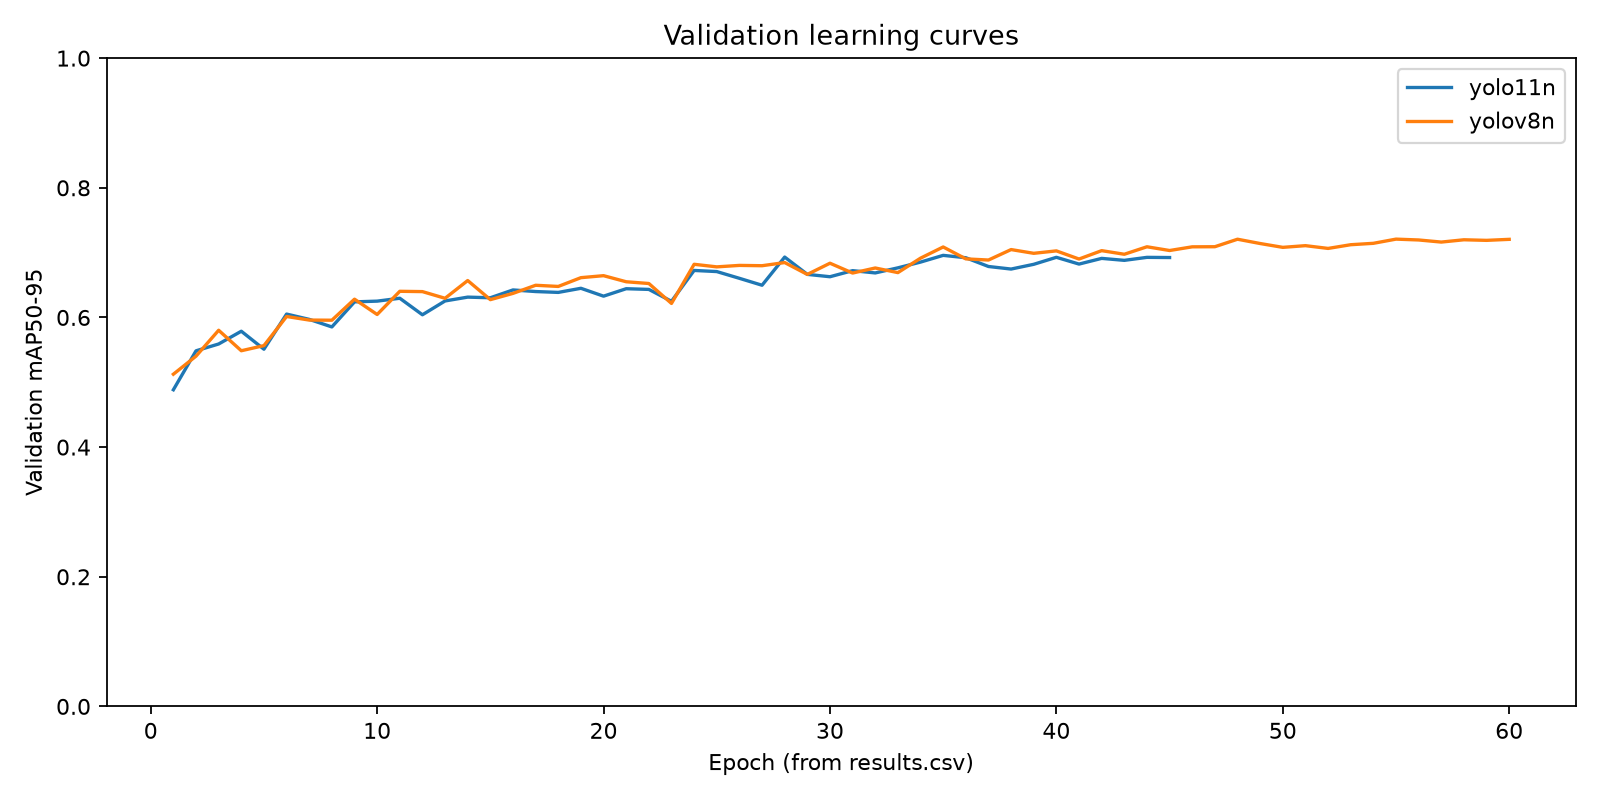 Validation learning curves
yolo11n
yolov8n
1.0
0.8
0.6
0.4
0.2
0.0
Validation mAP50-95
0 10 20 30 40 50 60
Epoch (from results.csv)